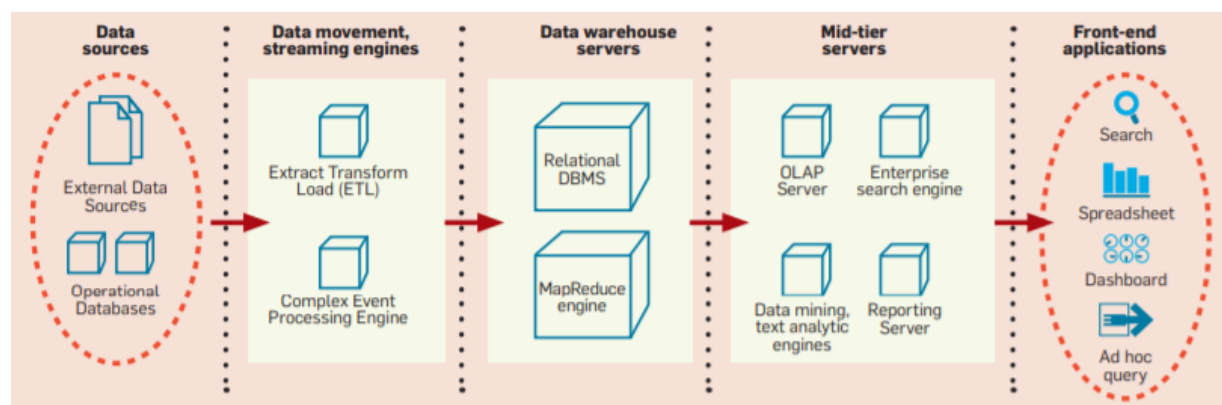 Data
sources
External Data
Sources
Operational
Databases
Data movement,
streaming engines
Extract Transform
Load (ETL)
Complex Event
Processing Engine
Data warehouse
servers
Relational
DBMS
MapReduce
engine
Mid-tier
servers
OLAP
Server
Enterprise
search engine
Data mining,
text analytic
engines
Reporting
Server
Front-end
applications
Search
Spreadsheet
Dashboard
Ad hoc
query